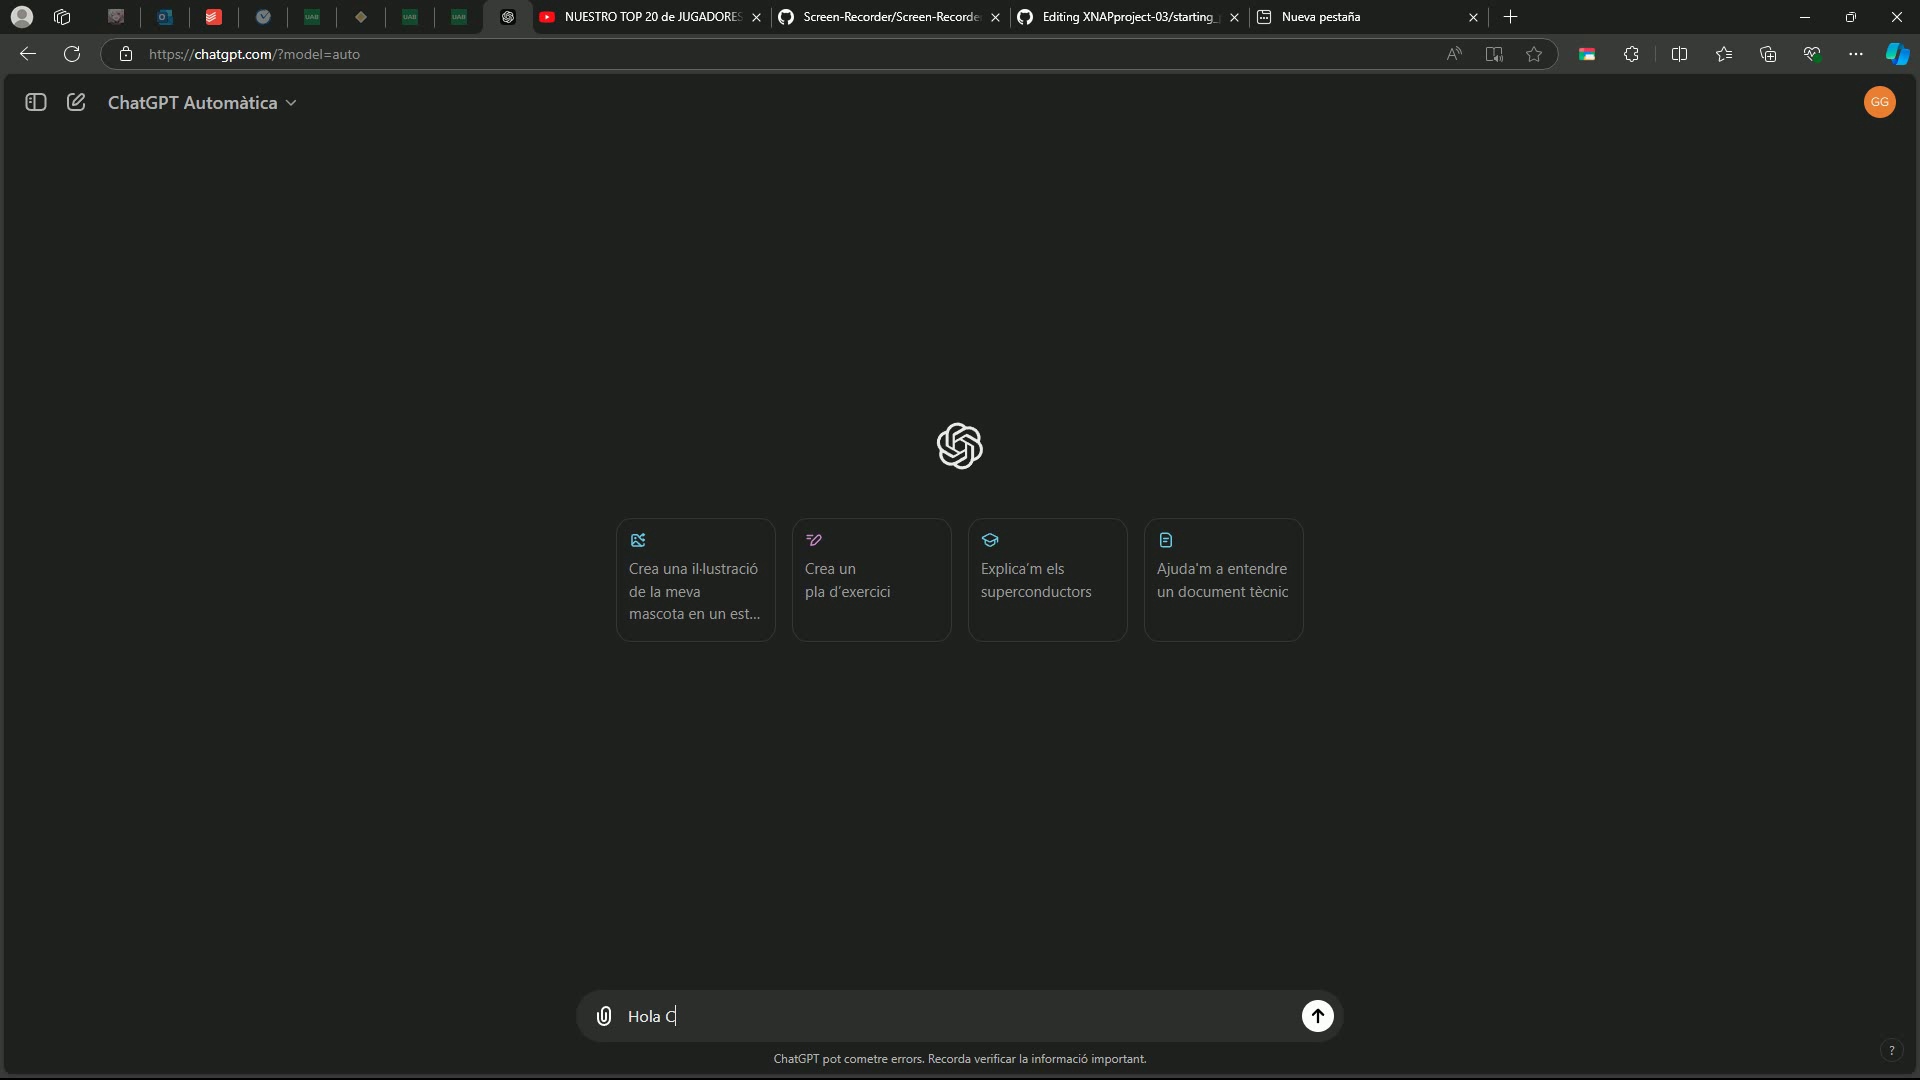 NUESTRO TOP 20 de JUGADORES
Screen-Recorder/Screen-Recorde
Editing XNAPproject-03/starting_
Nueva pestaña
https://chatgpt.com/?model=auto
ChatGPT Automàtica
GG
Crea una il·lustració
de la meva
mascota en un est...
Crea un
pla d'exercici
Explica'm els
superconductors
Ajuda'm a entendre
un document tècnic
Hola C
ChatGPT pot cometre errors. Recorda verificar la informació important.
?